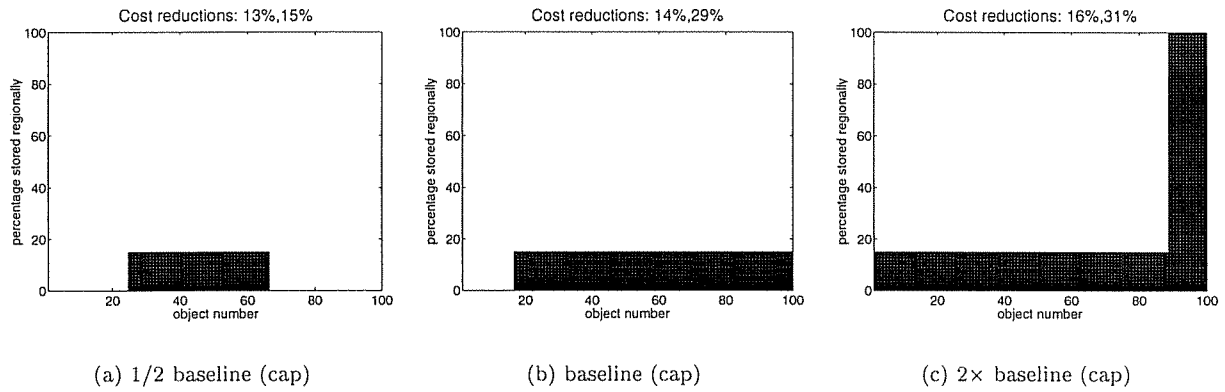 Cost reductions: 13%,15%
100
80
60
40
20
0
percentage stored regionally
20
40
60
80
100
object number
(a) 1/2 baseline (cap)
Cost reductions: 14%,29%
100
80
60
40
20
0
percentage stored regionally
20
40
60
80
100
object number
(b) baseline (cap)
Cost reductions: 16%,31%
100
80
60
40
20
0
percentage stored regionally
20
40
60
80
100
object number
(c) 2× baseline (cap)